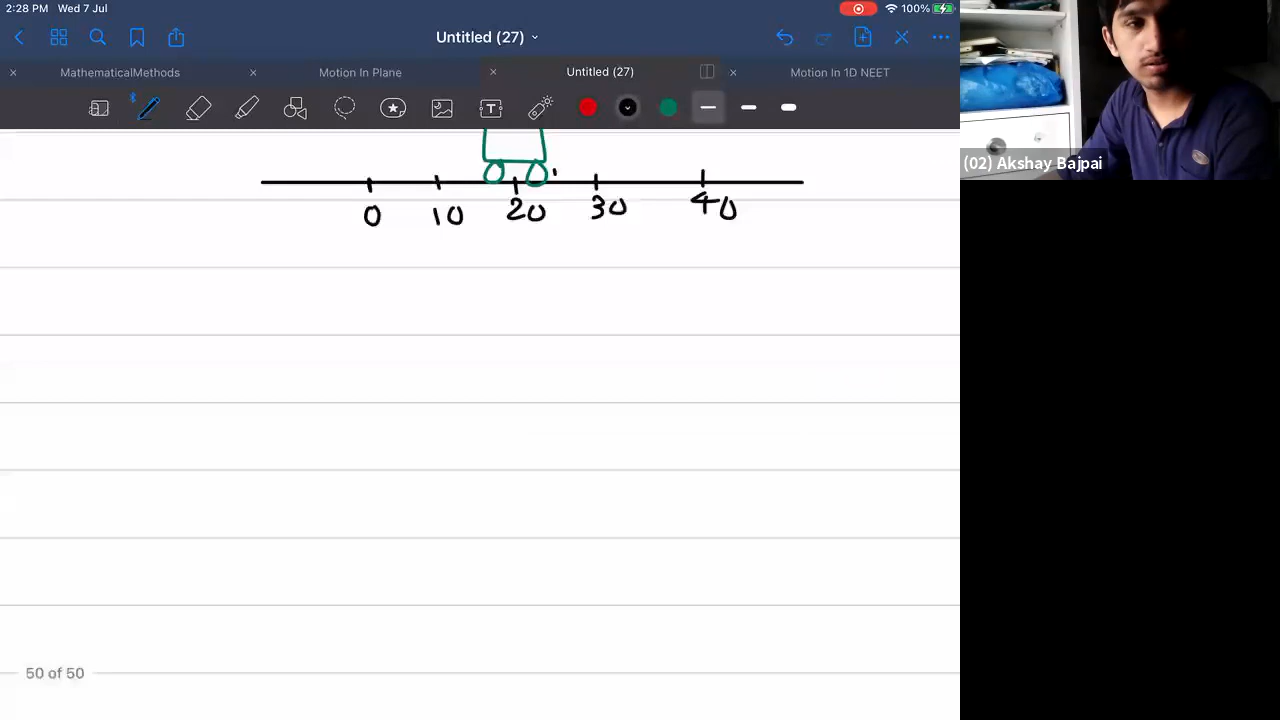 2:28 PM Wed 7 Jul 100%
Untitled (27)
MathematicalMethods Motion In Plane Untitled (27) Motion In 1D NEET
T
(02) Akshay Bajpai
0 10 20 30 40
50 of 50